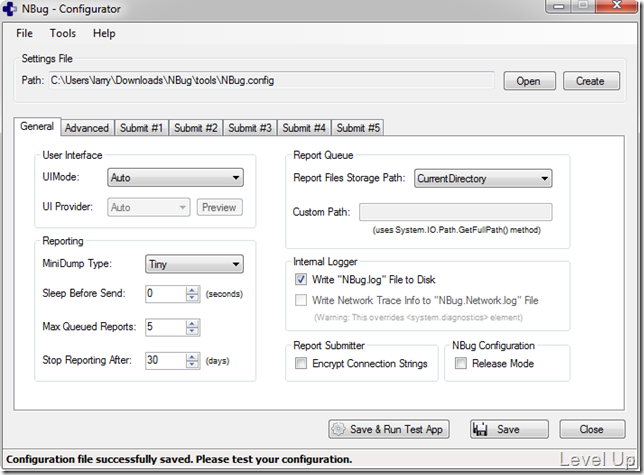 NBug - Configurator
File Tools Help
Settings File
Path: C:\Users\larry\Downloads\NBug\tools\NBug.config
Open Create
General Advanced Submit #1 Submit #2 Submit #3 Submit #4 Submit #5
User Interface
UIMode: Auto
UI Provider: Auto Preview
Reporting
MiniDump Type: Tiny
Sleep Before Send: 0 (seconds)
Max Queued Reports: 5
Stop Reporting After: 30 (days)
Report Queue
Report Files Storage Path: CurrentDirectory
Custom Path:
(uses System.IO.Path.GetFullPath() method)
Internal Logger
Write "NBug.log" File to Disk
Write Network Trace Info to "NBug.Network.log" File
(Warning: This overrides <system.diagnostics> element)
Report Submitter
Encrypt Connection Strings
NBug Configuration
Release Mode
Save & Run Test App Save Close
Configuration file successfully saved. Please test your configuration.
Level Up